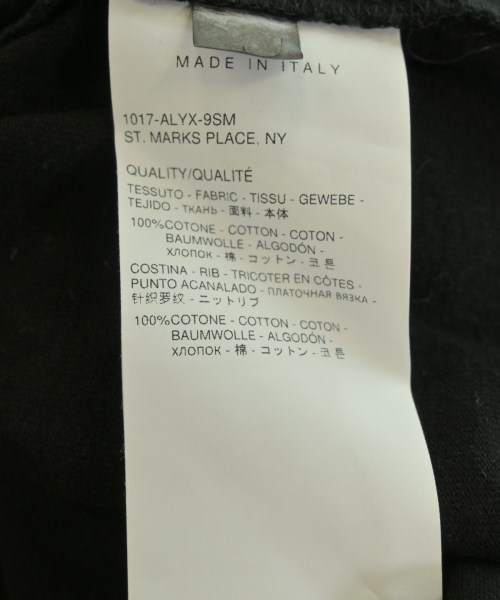 MADE IN ITALY
1017-ALYX-9SM
ST. MARKS PLACE, NY
QUALITY/QUALITÉ
TESSUTO - FABRIC - TISSU - GEWEBE -
TEJIDO - ТКАНЬ - 面料 - 本体
100%COTONE - COTTON - COTON -
BAUMWOLLE - ALGODÓN -
ХЛОПОК - 棉 - コットン - 코튼
COSTINA - RIB - TRICOTER EN CÔTES -
PUNTO ACANALADO - ПЛАТОЧНАЯ ВЯЗКА -
针织罗纹 - ニットリブ
100%COTONE - COTTON - COTON -
BAUMWOLLE - ALGODÓN -
ХЛОПОК - 棉 - コットン - 코튼